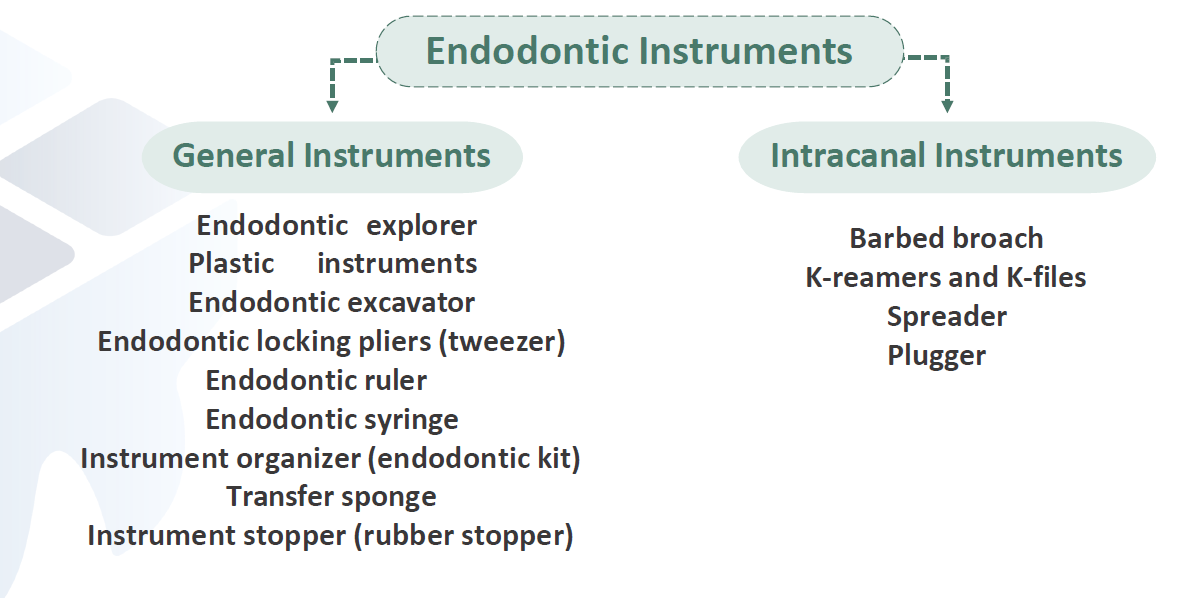 Endodontic Instruments
General Instruments
Endodontic explorer
Plastic instruments
Endodontic excavator
Endodontic locking pliers (tweezer)
Endodontic ruler
Endodontic syringe
Instrument organizer (endodontic kit)
Transfer sponge
Instrument stopper (rubber stopper)
Intracanal Instruments
Barbed broach
K-reamers and K-files
Spreader
Plugger